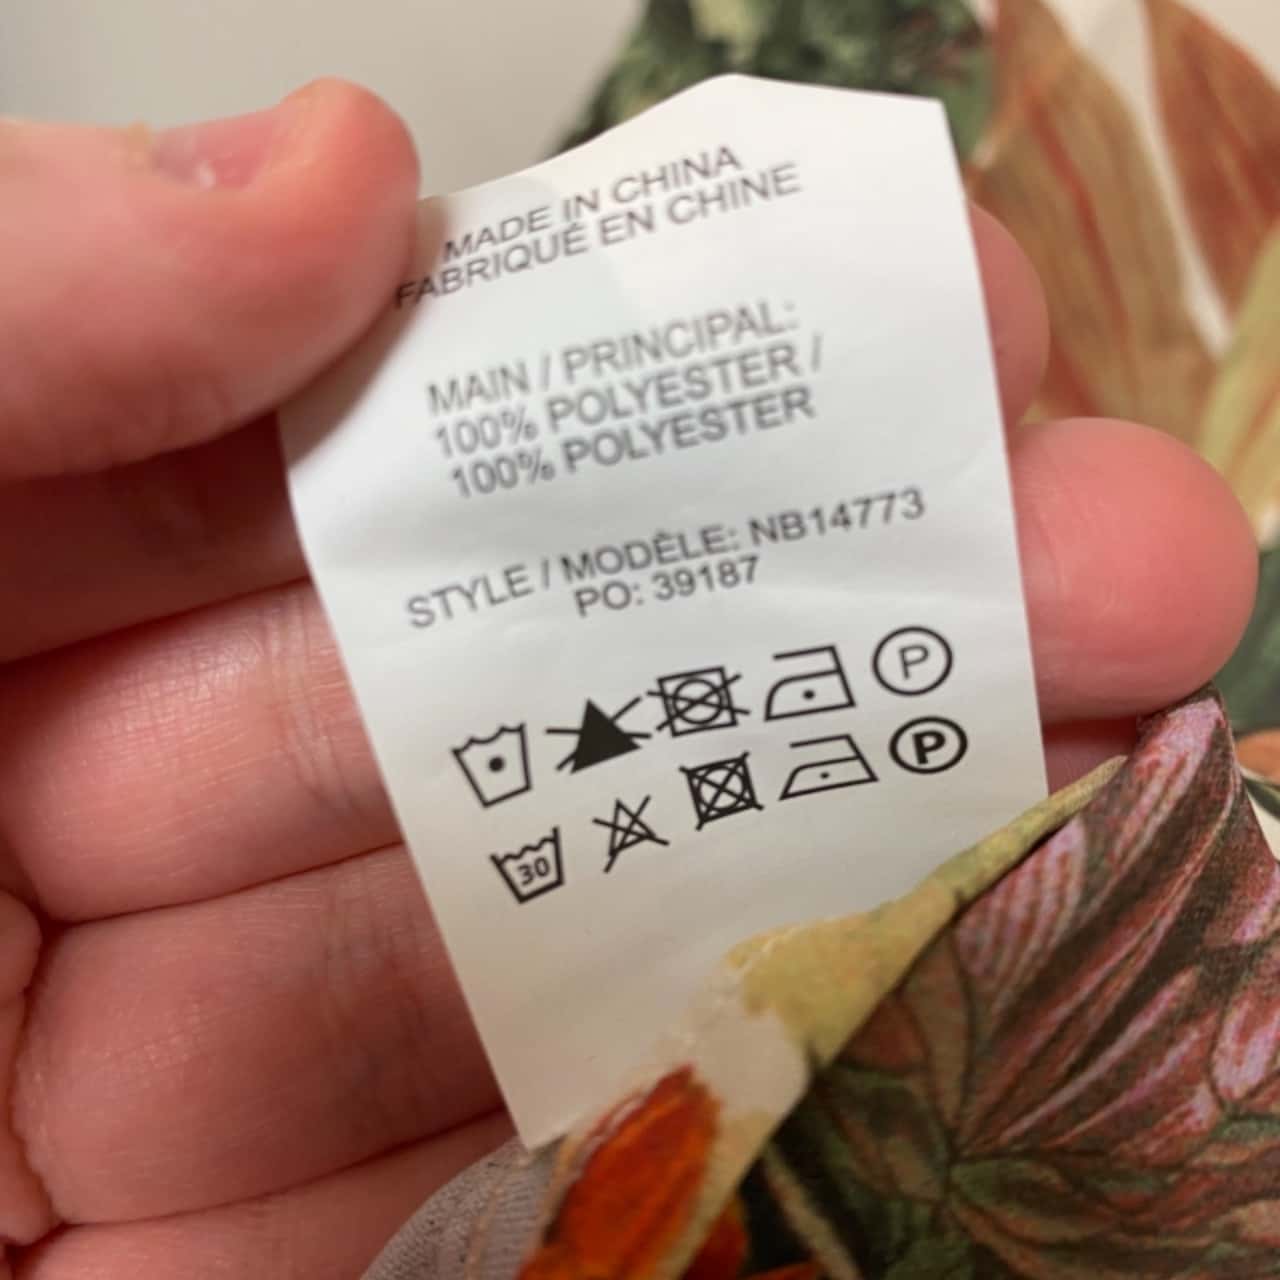 MADE IN CHINA
FABRIQUÉ EN CHINE
MAIN / PRINCIPAL:
100% POLYESTER /
100% POLYESTER
STYLE / MODÈLE: NB14773
PO: 39187
P
30
P